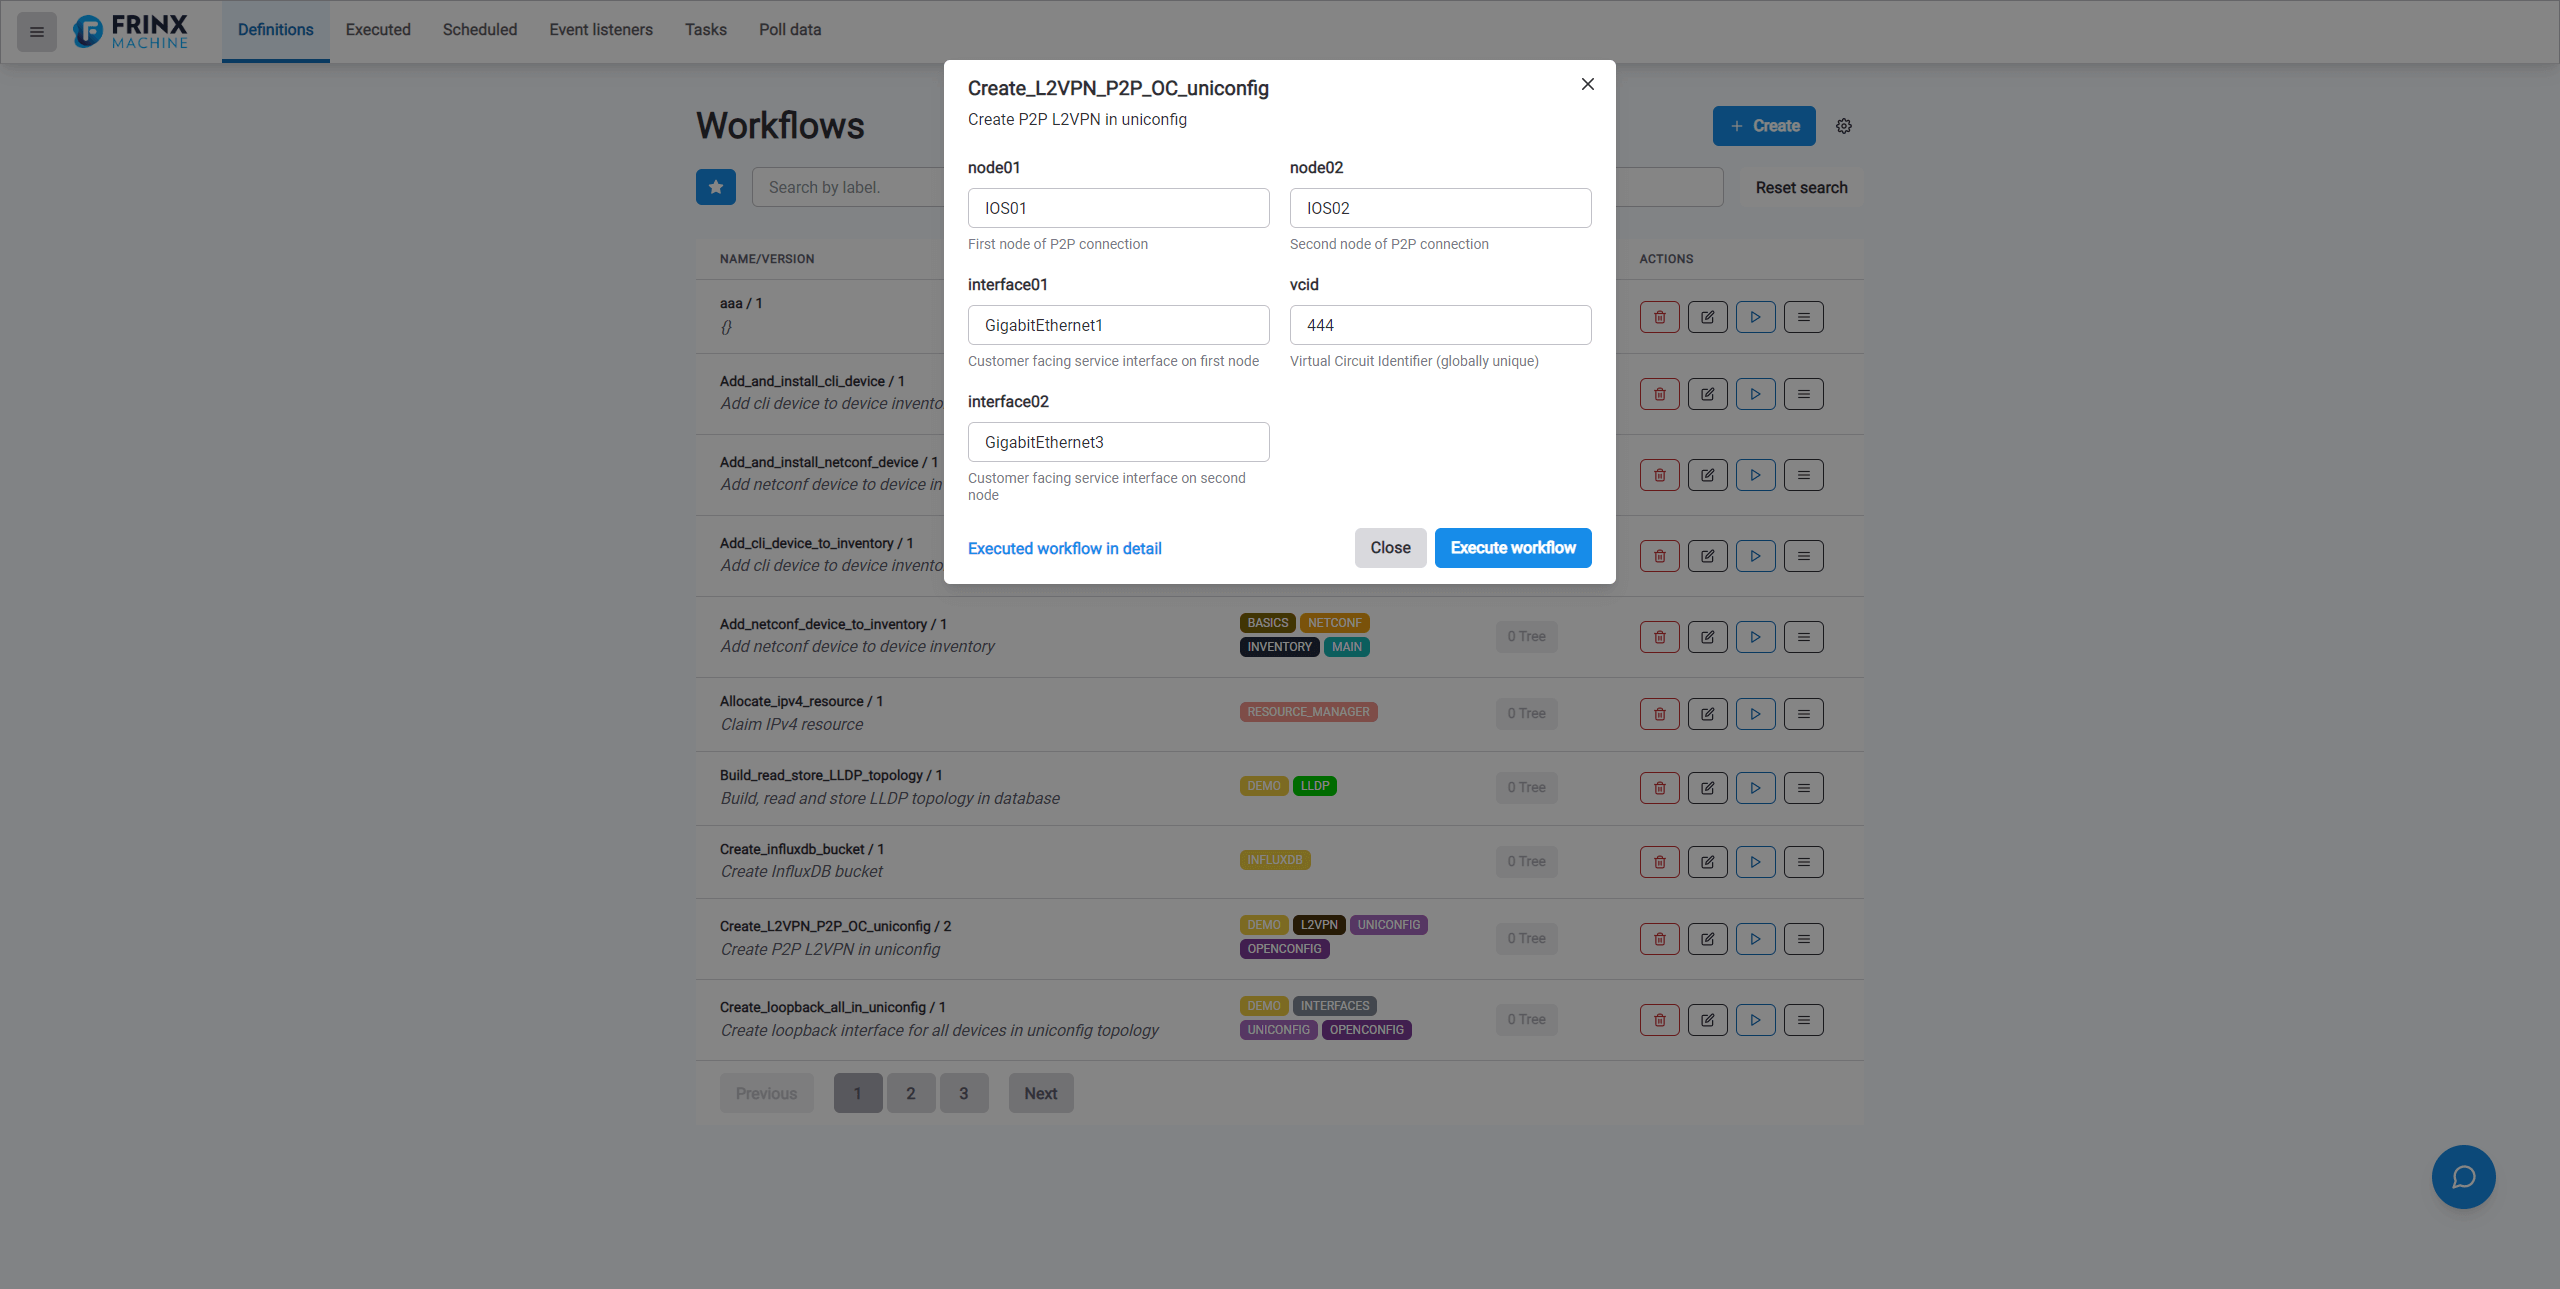 FRINX
MACHINE
Definitions
Executed
Scheduled
Event listeners
Tasks
Poll data
Workflows
Create
Search by label.
Reset search
NAME/VERSION
ACTIONS
aaa / 1
{}
Add_and_install_cli_device / 1
Add cli device to device
Add_and_install_netconf_device / 1
Add netconf device to device
Add_cli_device_to_inventory / 1
Add cli device to device
Add_netconf_device_to_inventory / 1
Add netconf device to device inventory
BASICS NETCONF
INVENTORY MAIN
0 Tree
Allocate_ipv4_resource / 1
Claim IPv4 resource
RESOURCE_MANAGER
0 Tree
Build_read_store_LLDP_topology / 1
Build, read and store LLDP topology in database
DEMO LLDP
0 Tree
Create_influxdb_bucket / 1
Create InfluxDB bucket
INFLUXDB
0 Tree
Create_L2VPN_P2P_OC_uniconfig / 2
Create P2P L2VPN in uniconfig
DEMO L2VPN UNICONFIG
OPENCONFIG
0 Tree
Create_loopback_all_in_uniconfig / 1
Create loopback interface for all devices in uniconfig topology
DEMO INTERFACES
UNICONFIG OPENCONFIG
0 Tree
Previous 1 2 3 Next
Create_L2VPN_P2P_OC_uniconfig
Create P2P L2VPN in uniconfig
node01
IOS01
First node of P2P connection
node02
IOS02
Second node of P2P connection
interface01
GigabitEthernet1
Customer facing service interface on first node
vcid
444
Virtual Circuit Identifier (globally unique)
interface02
GigabitEthernet3
Customer facing service interface on second
node
Executed workflow in detail
Close
Execute workflow